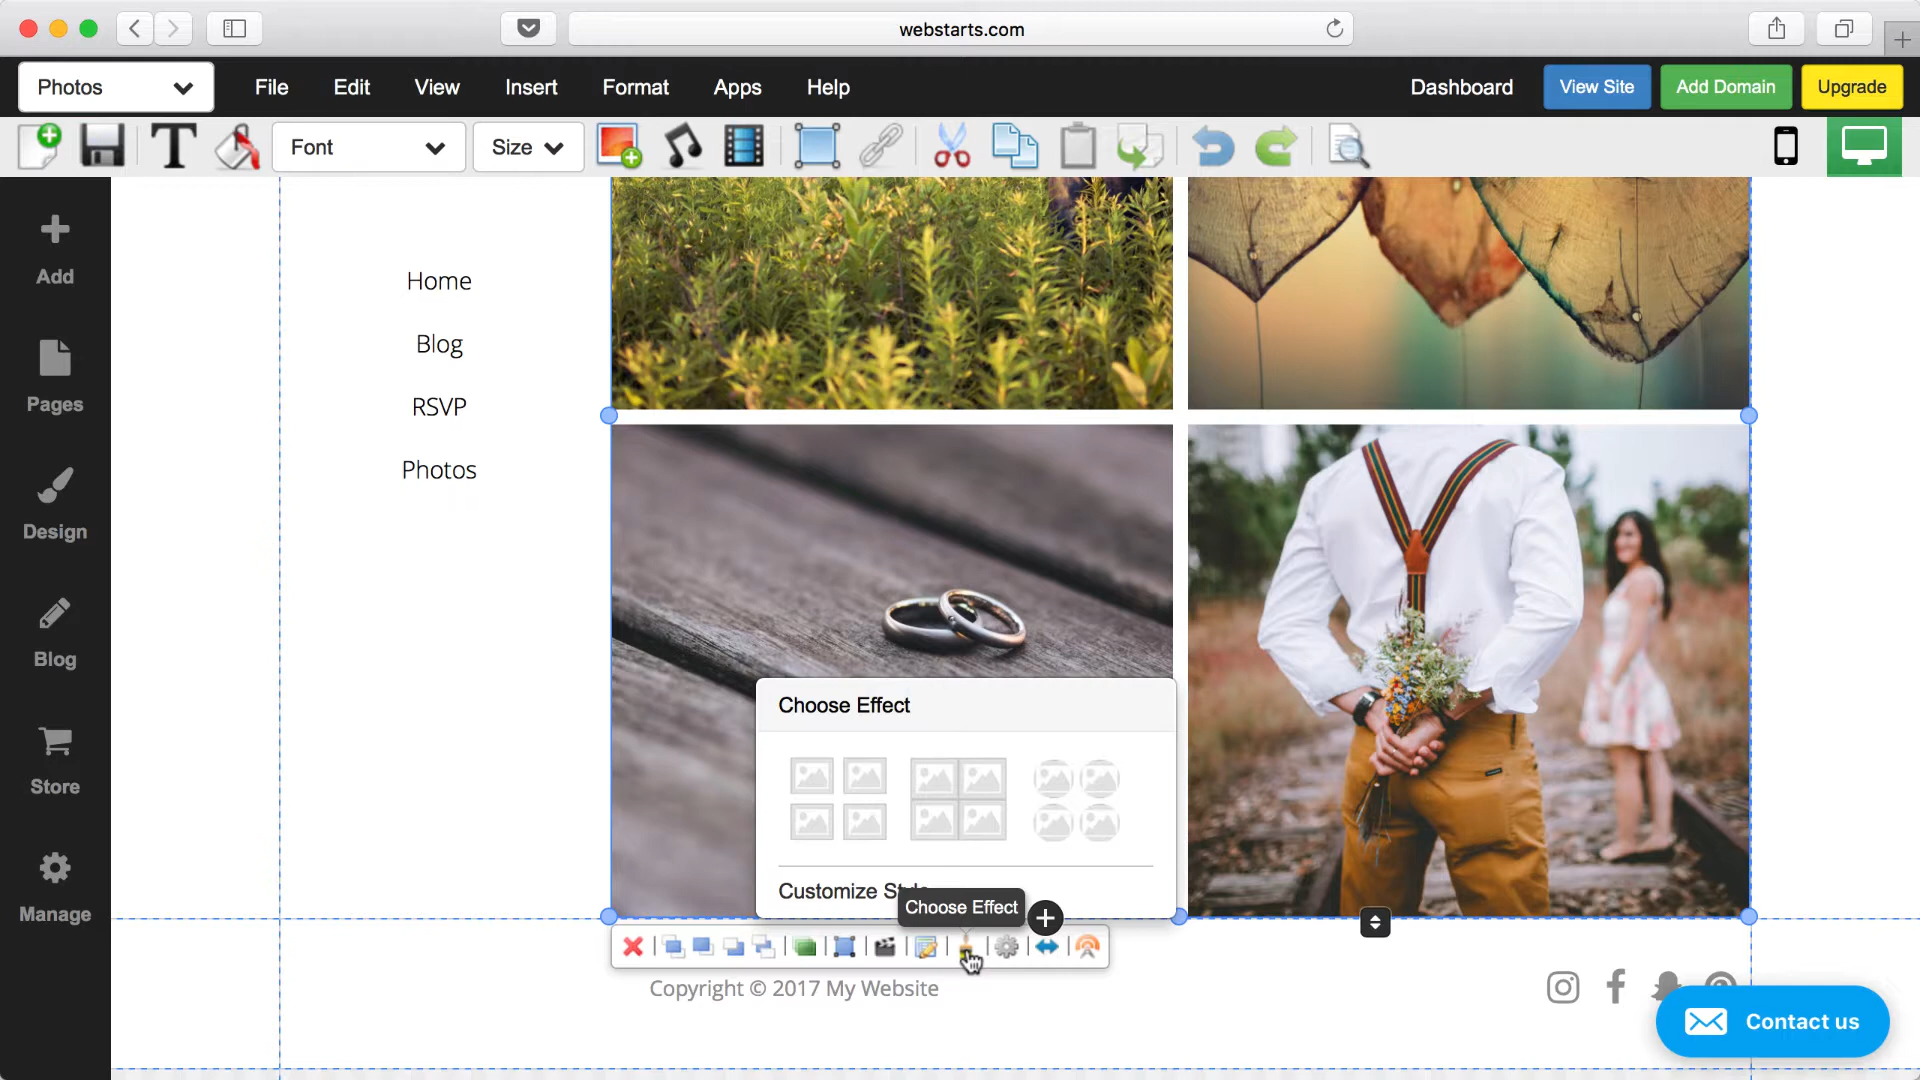 webstarts.com
Photos File Edit View Insert Format Apps Help Dashboard View Site Add Domain Upgrade
T Font Size
Add
Pages
Design
Blog
Store
Manage
Home
Blog
RSVP
Photos
Choose Effect
Customize
Choose Effect
Copyright © 2017 My Website
Contact us